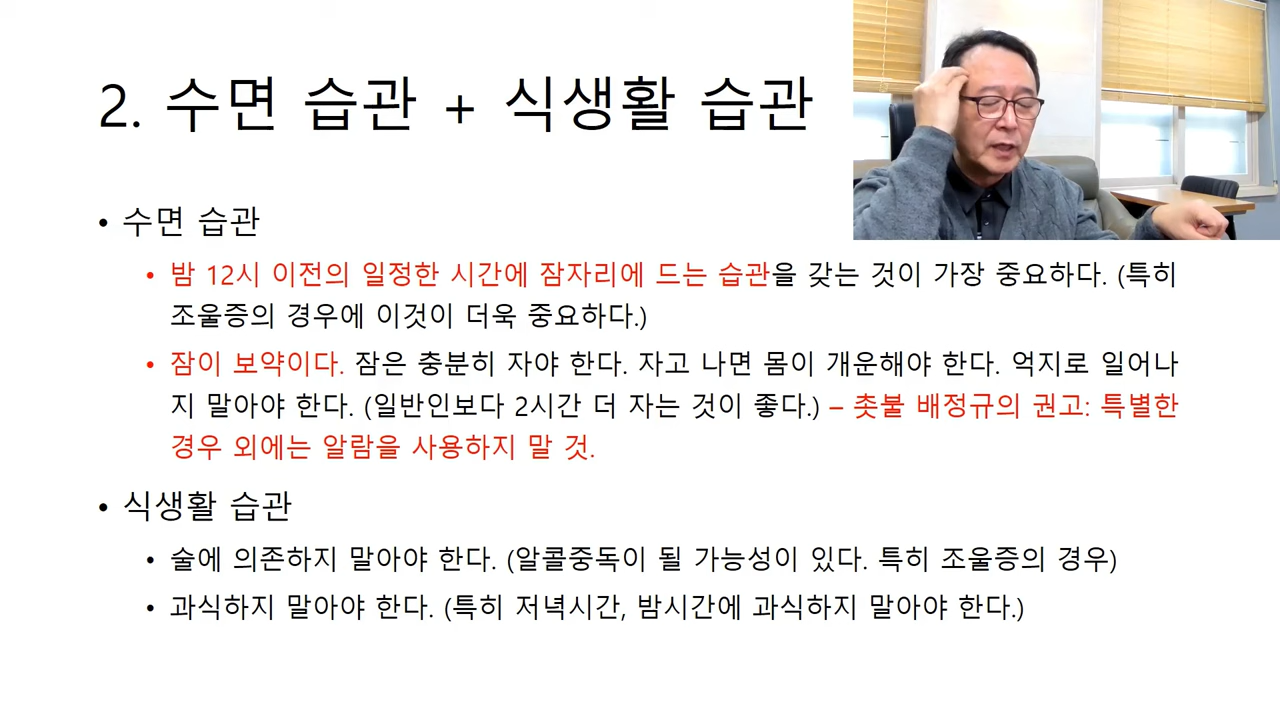 2. 수면 습관 + 식생활 습관
• 수면 습관
• 밤 12시 이전의 일정한 시간에 잠자리에 드는 습관을 갖는 것이 가장 중요하다. (특히
조울증의 경우에 이것이 더욱 중요하다.)
• 잠이 보약이다. 잠은 충분히 자야 한다. 자고 나면 몸이 개운해야 한다. 억지로 일어나
지 말아야 한다. (일반인보다 2시간 더 자는 것이 좋다.) – 촛불 배정규의 권고: 특별한
경우 외에는 알람을 사용하지 말 것.
• 식생활 습관
• 술에 의존하지 말아야 한다. (알콜중독이 될 가능성이 있다. 특히 조울증의 경우)
• 과식하지 말아야 한다. (특히 저녁시간, 밤시간에 과식하지 말아야 한다.)